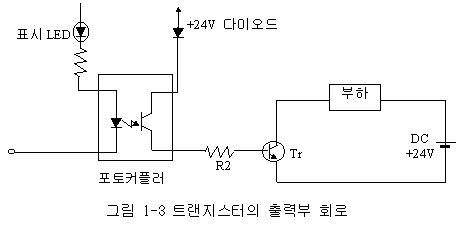 표시 LED
+24V 다이오드
부하
DC
+24V
Tr
R2
포토커플러
그림 1-3 트랜지스터의 출력부 회로